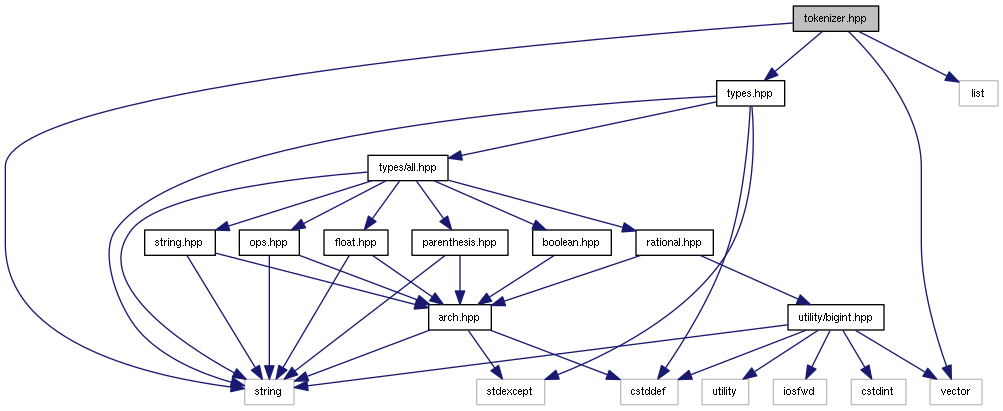 tokenizer.hpp
types.hpp
list
types/all.hpp
string.hpp
ops.hpp
float.hpp
parenthesis.hpp
boolean.hpp
rational.hpp
arch.hpp
utility/bigint.hpp
string
stdexcept
cstddef
utility
iosfwd
cstdint
vector